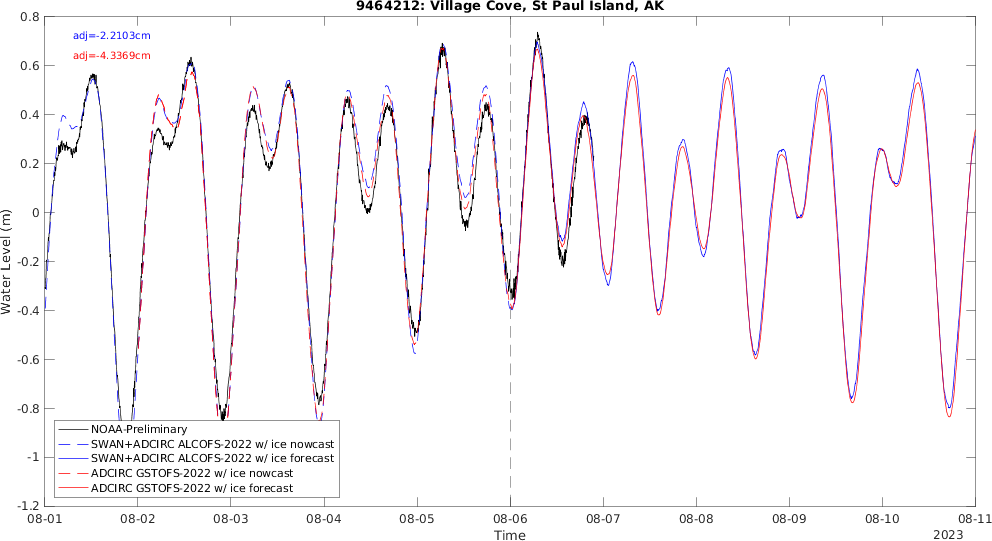 9464212: Village Cove, St Paul Island, AK
adj=-2.2103cm
adj=-4.3369cm
0.8
0.6
0.4
0.2
0
-0.2
-0.4
-0.6
-0.8
-1
-1.2
Water Level (m)
NOAA-Preliminary
SWAN+ADCIRC ALCOFS-2022 w/ ice nowcast
SWAN+ADCIRC ALCOFS-2022 w/ ice forecast
ADCIRC GSTOFS-2022 w/ ice nowcast
ADCIRC GSTOFS-2022 w/ ice forecast
08-01 08-02 08-03 08-04 08-05 08-06 08-07 08-08 08-09 08-10 08-11
Time
2023